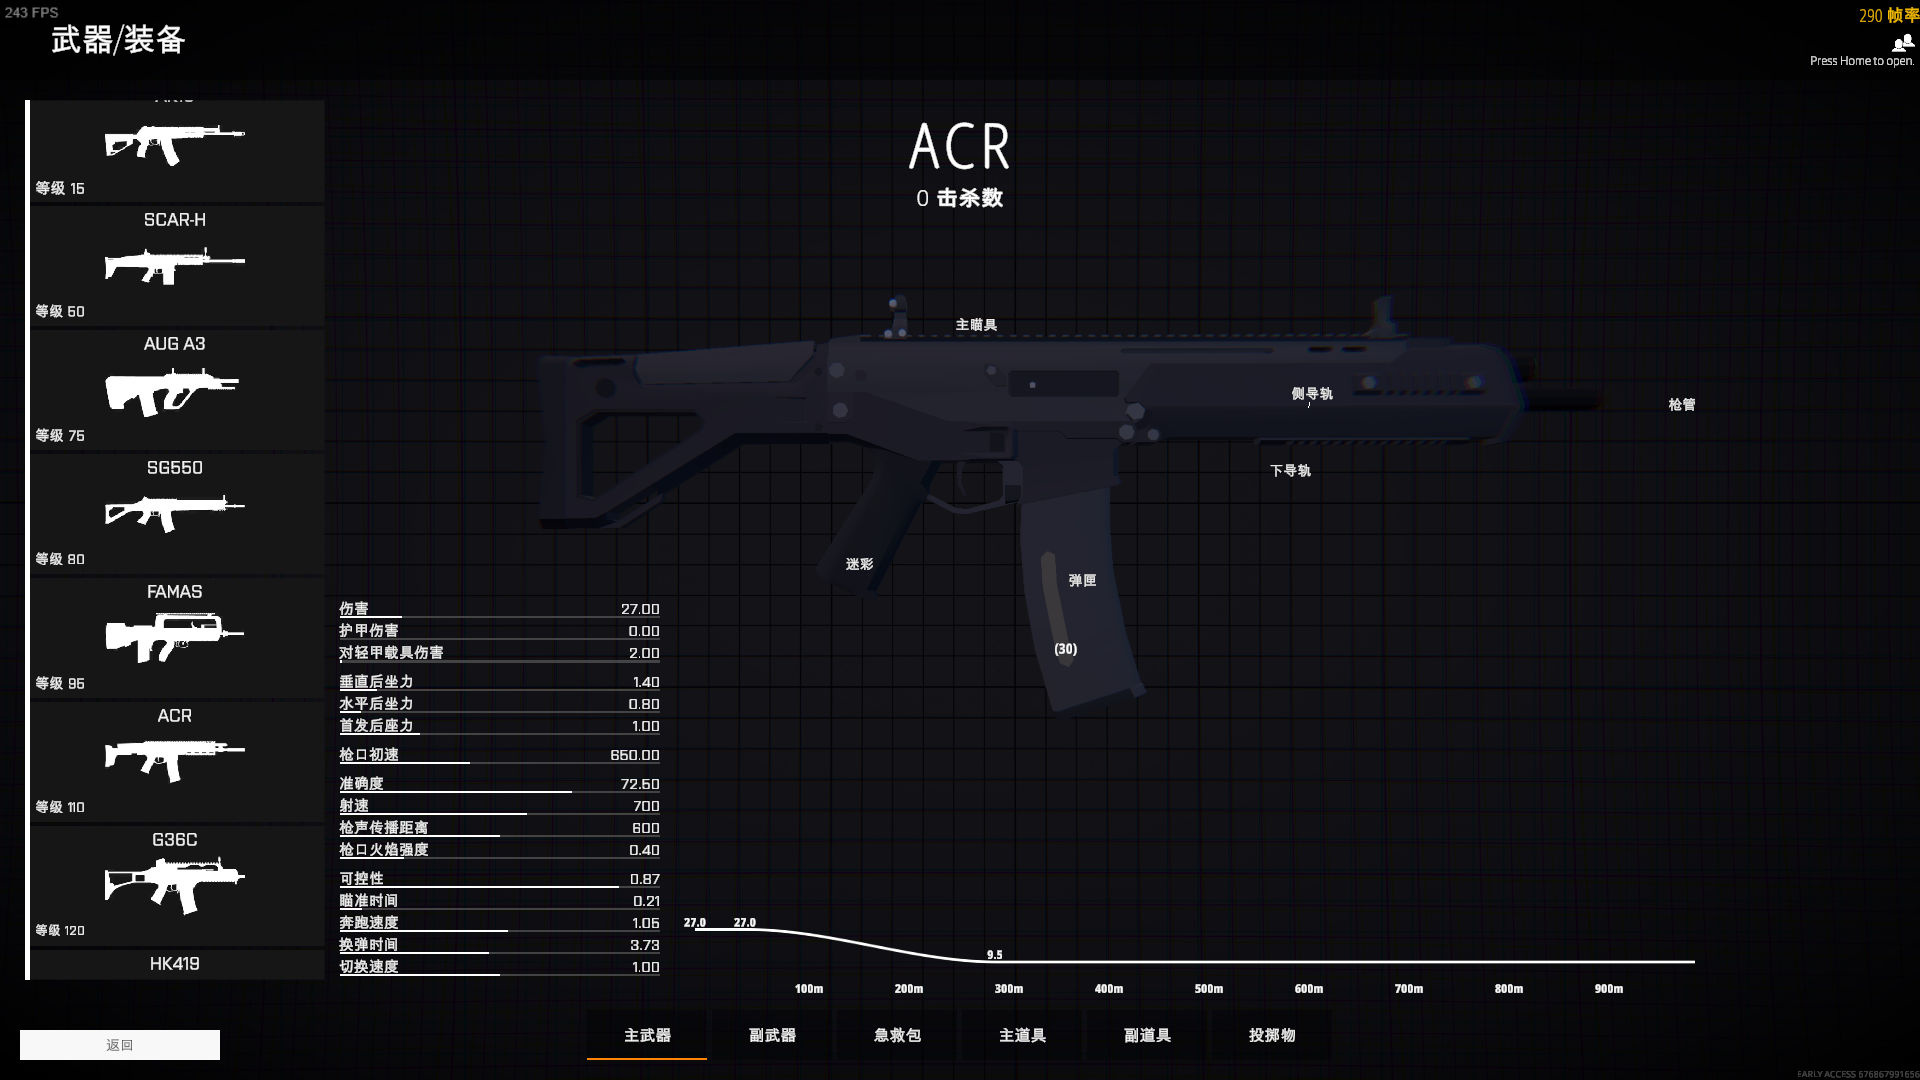 243 FPS
武器/装备
290 帧率
Press Home to open.
等级 15
SCAR-H
等级 50
AUG A3
等级 75
SG550
等级 80
FAMAS
等级 95
ACR
等级 110
G36C
等级 120
HK419
返回
ACR
0 击杀数
主瞄具
侧导轨
枪管
下导轨
迷彩
弹匣
(30)
伤害 27.00
护甲伤害 0.00
对轻甲载具伤害 2.00
垂直后坐力 1.40
水平后坐力 0.80
首发后座力 1.00
枪口初速 650.00
准确度 72.50
射速 700
枪声传播距离 600
枪口火焰强度 0.40
可控性 0.87
瞄准时间 0.21
奔跑速度 1.05
换弹时间 3.73
切换速度 1.00
27.0 27.0 9.5
100m 200m 300m 400m 500m 600m 700m 800m 900m
主武器 副武器 急救包 主道具 副道具 投掷物
EARLY ACCESS 676867991656